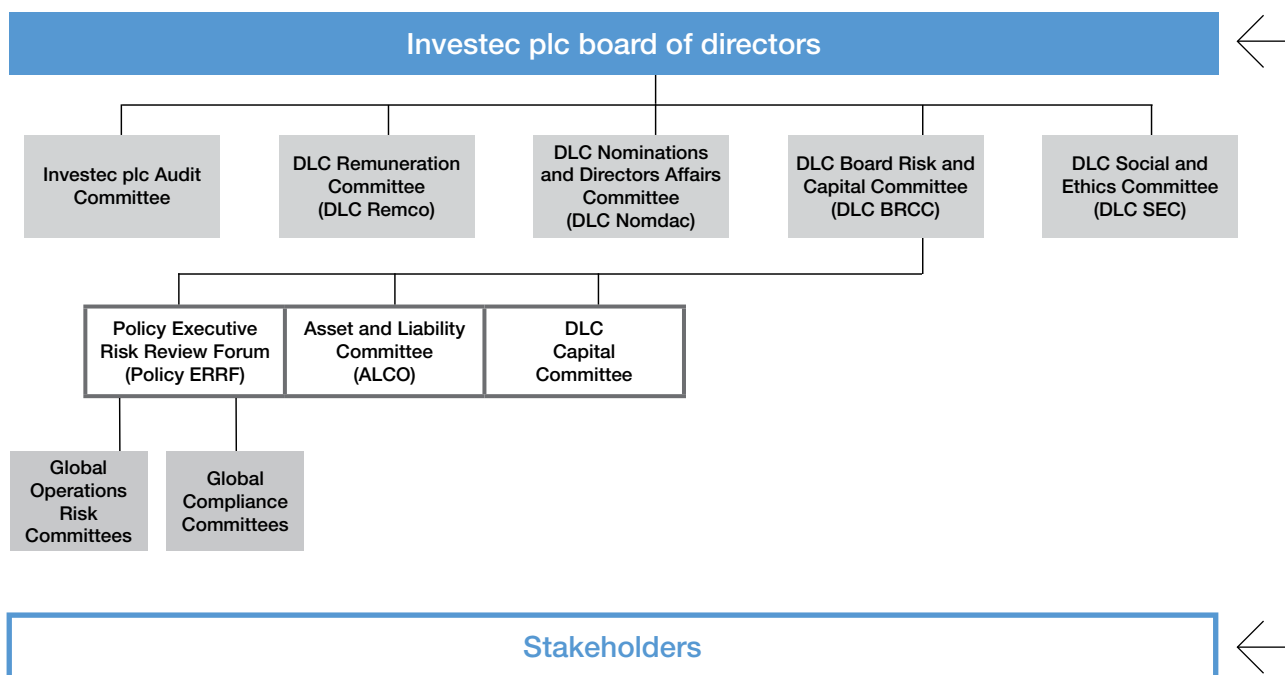 Investec plc board of directors
Investec plc Audit
Committee
DLC Remuneration
Committee
(DLC Remco)
DLC Nominations
and Directors Affairs
Committee
(DLC Nomdac)
DLC Board Risk and
Capital Committee
(DLC BRCC)
DLC Social and
Ethics Committee
(DLC SEC)
Policy Executive
Risk Review Forum
(Policy ERRF)
Asset and Liability
Committee
(ALCO)
DLC
Capital
Committee
Global
Operations
Risk
Committees
Global
Compliance
Committees
Stakeholders